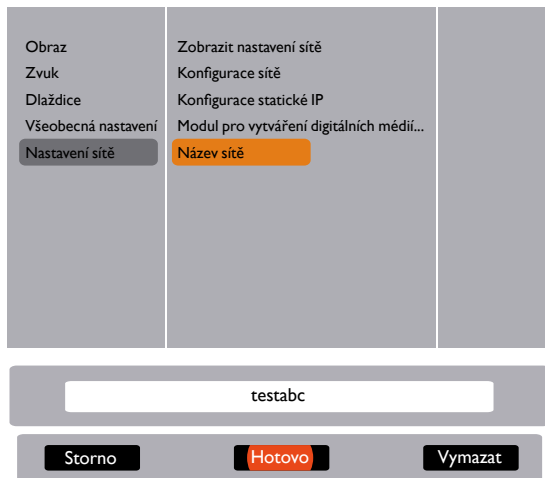 Obraz
Zvuk
Dlaždice
Všeobecná nastavení
Nastavení sítě
Zobrazit nastavení sítě
Konfigurace sítě
Konfigurace statické IP
Modul pro vytváření digitálních médií...
Název sítě
testabc
Storno
Hotovo
Vymazat